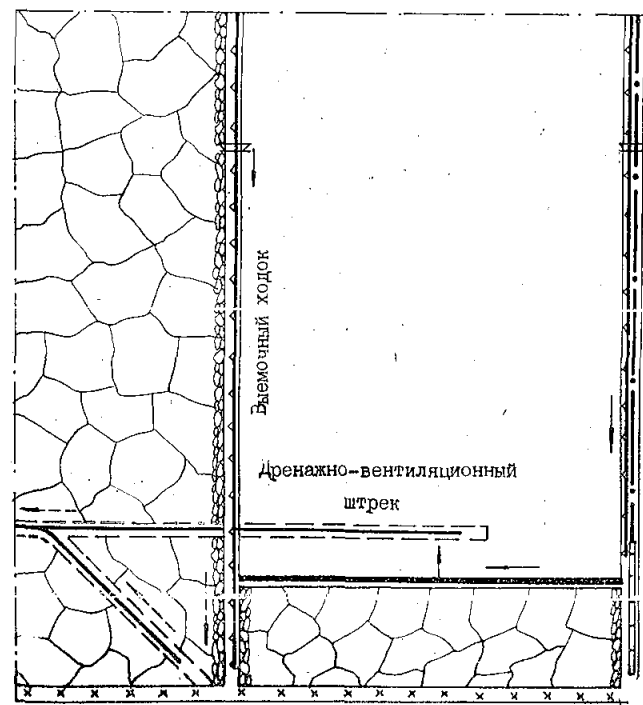 Выемочный ходок
Дренажно-вентиляционный
штрек